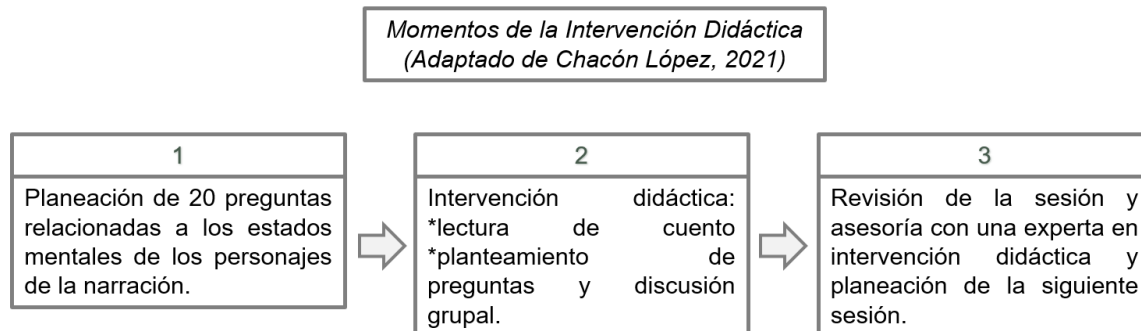 Momentos de la Intervención Didáctica
(Adaptado de Chacón López, 2021)
1
Planeación de 20 preguntas
relacionadas a los estados
mentales de los personajes
de la narración.
2
Intervención didáctica:
*lectura de cuento
*planteamiento de
preguntas y discusión
grupal.
3
Revisión de la sesión y
asesoría con una experta en
intervención didáctica y
planeación de la siguiente
sesión.